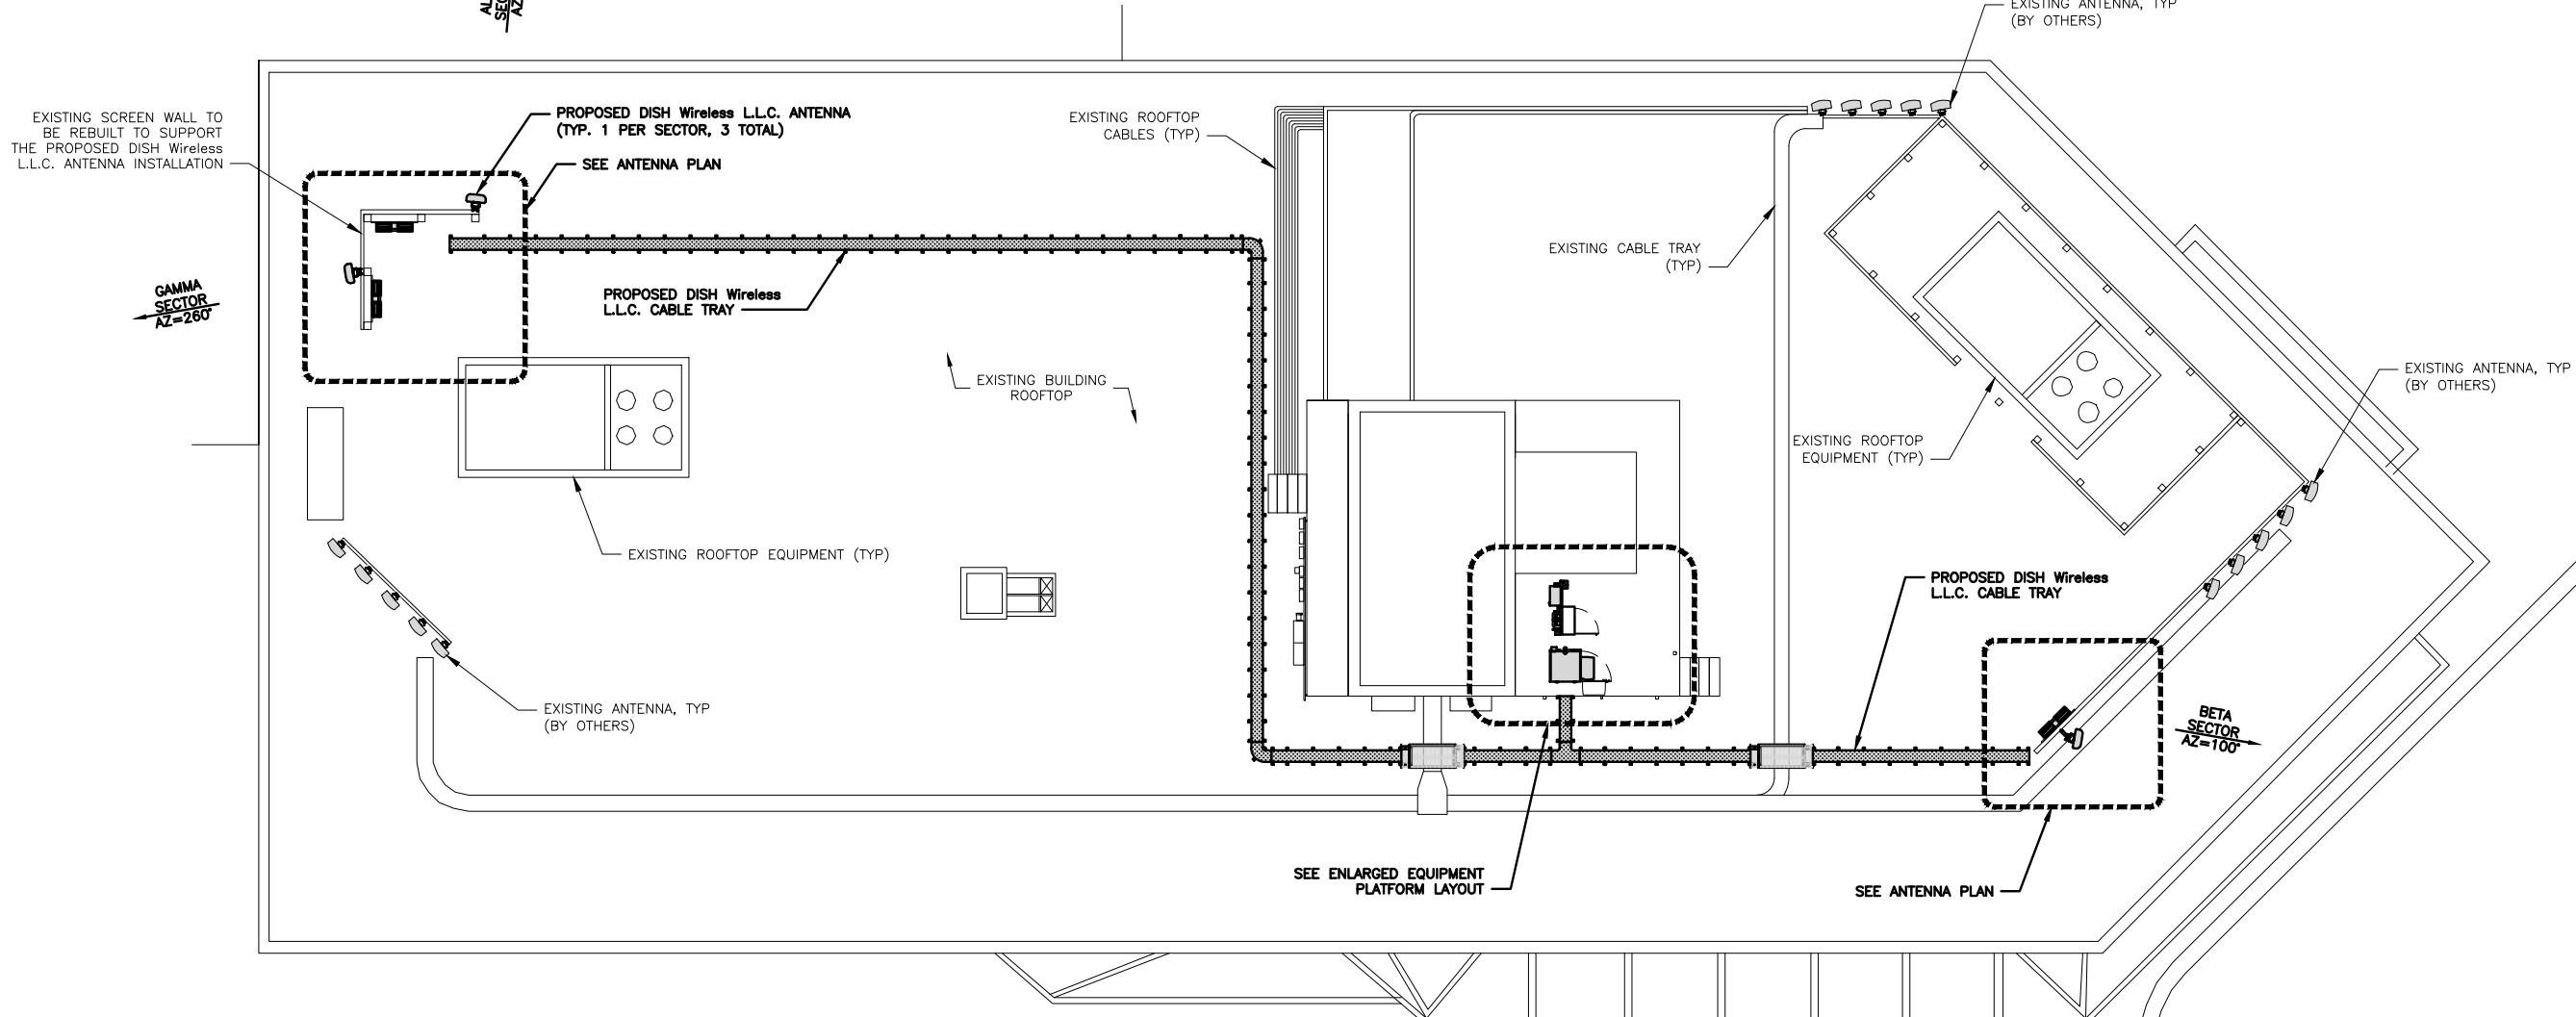 EXISTING ANTENNA, TYP
(BY OTHERS)
EXISTING SCREEN WALL TO
BE REBUILT TO SUPPORT
THE PROPOSED DISH Wireless
L.L.C. ANTENNA INSTALLATION
PROPOSED DISH Wireless L.L.C. ANTENNA
(TYP. 1 PER SECTOR, 3 TOTAL)
SEE ANTENNA PLAN
EXISTING ROOFTOP
CABLES (TYP)
EXISTING CABLE TRAY
(TYP)
GAMMA
SECTOR
AZ=260°
PROPOSED DISH Wireless
L.L.C. CABLE TRAY
EXISTING BUILDING
ROOFTOP
EXISTING ANTENNA, TYP
(BY OTHERS)
EXISTING ROOFTOP
EQUIPMENT (TYP)
EXISTING ROOFTOP EQUIPMENT (TYP)
PROPOSED DISH Wireless
L.L.C. CABLE TRAY
EXISTING ANTENNA, TYP
(BY OTHERS)
BETA
SECTOR
AZ=100°
SEE ENLARGED EQUIPMENT
PLATFORM LAYOUT
SEE ANTENNA PLAN